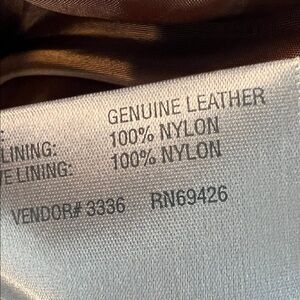 GENUINE LEATHER
LINING: 100% NYLON
LINING: 100% NYLON
VENDOR# 3336 RN69426